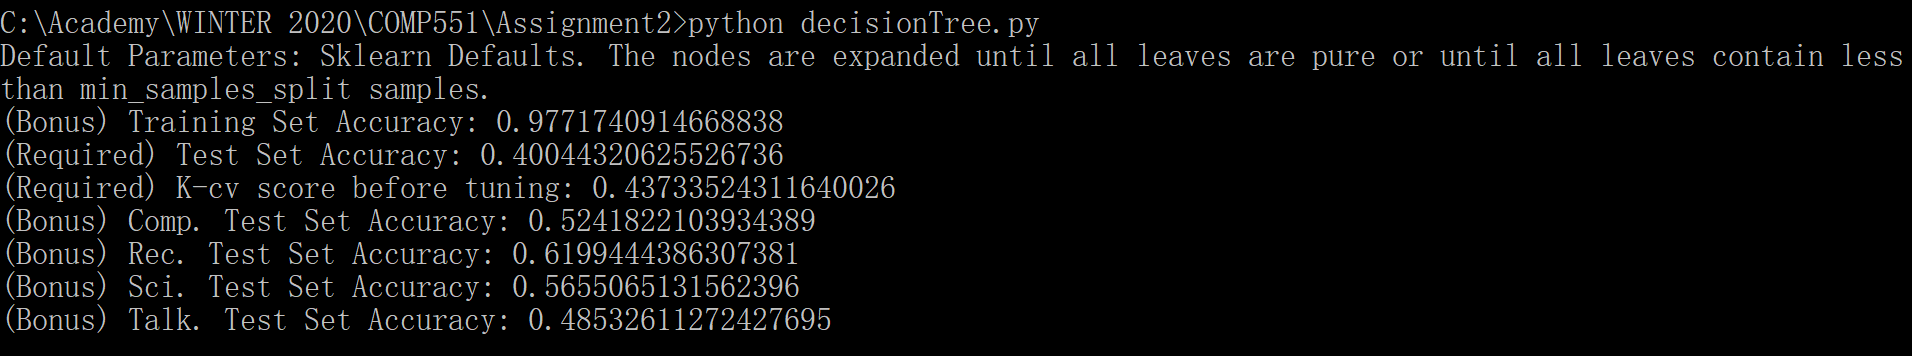 C:\Academy\WINTER 2020\COMP551\Assignment2>python decisionTree.py
Default Parameters: Sklearn Defaults. The nodes are expanded until all leaves are pure or until all leaves contain less
than min_samples_split samples.
(Bonus) Training Set Accuracy: 0.9771740914668838
(Required) Test Set Accuracy: 0.40044320625526736
(Required) K-cv score before tuning: 0.43733524311640026
(Bonus) Comp. Test Set Accuracy: 0.5241822103934389
(Bonus) Rec. Test Set Accuracy: 0.6199444386307381
(Bonus) Sci. Test Set Accuracy: 0.5655065131562396
(Bonus) Talk. Test Set Accuracy: 0.48532611272427695